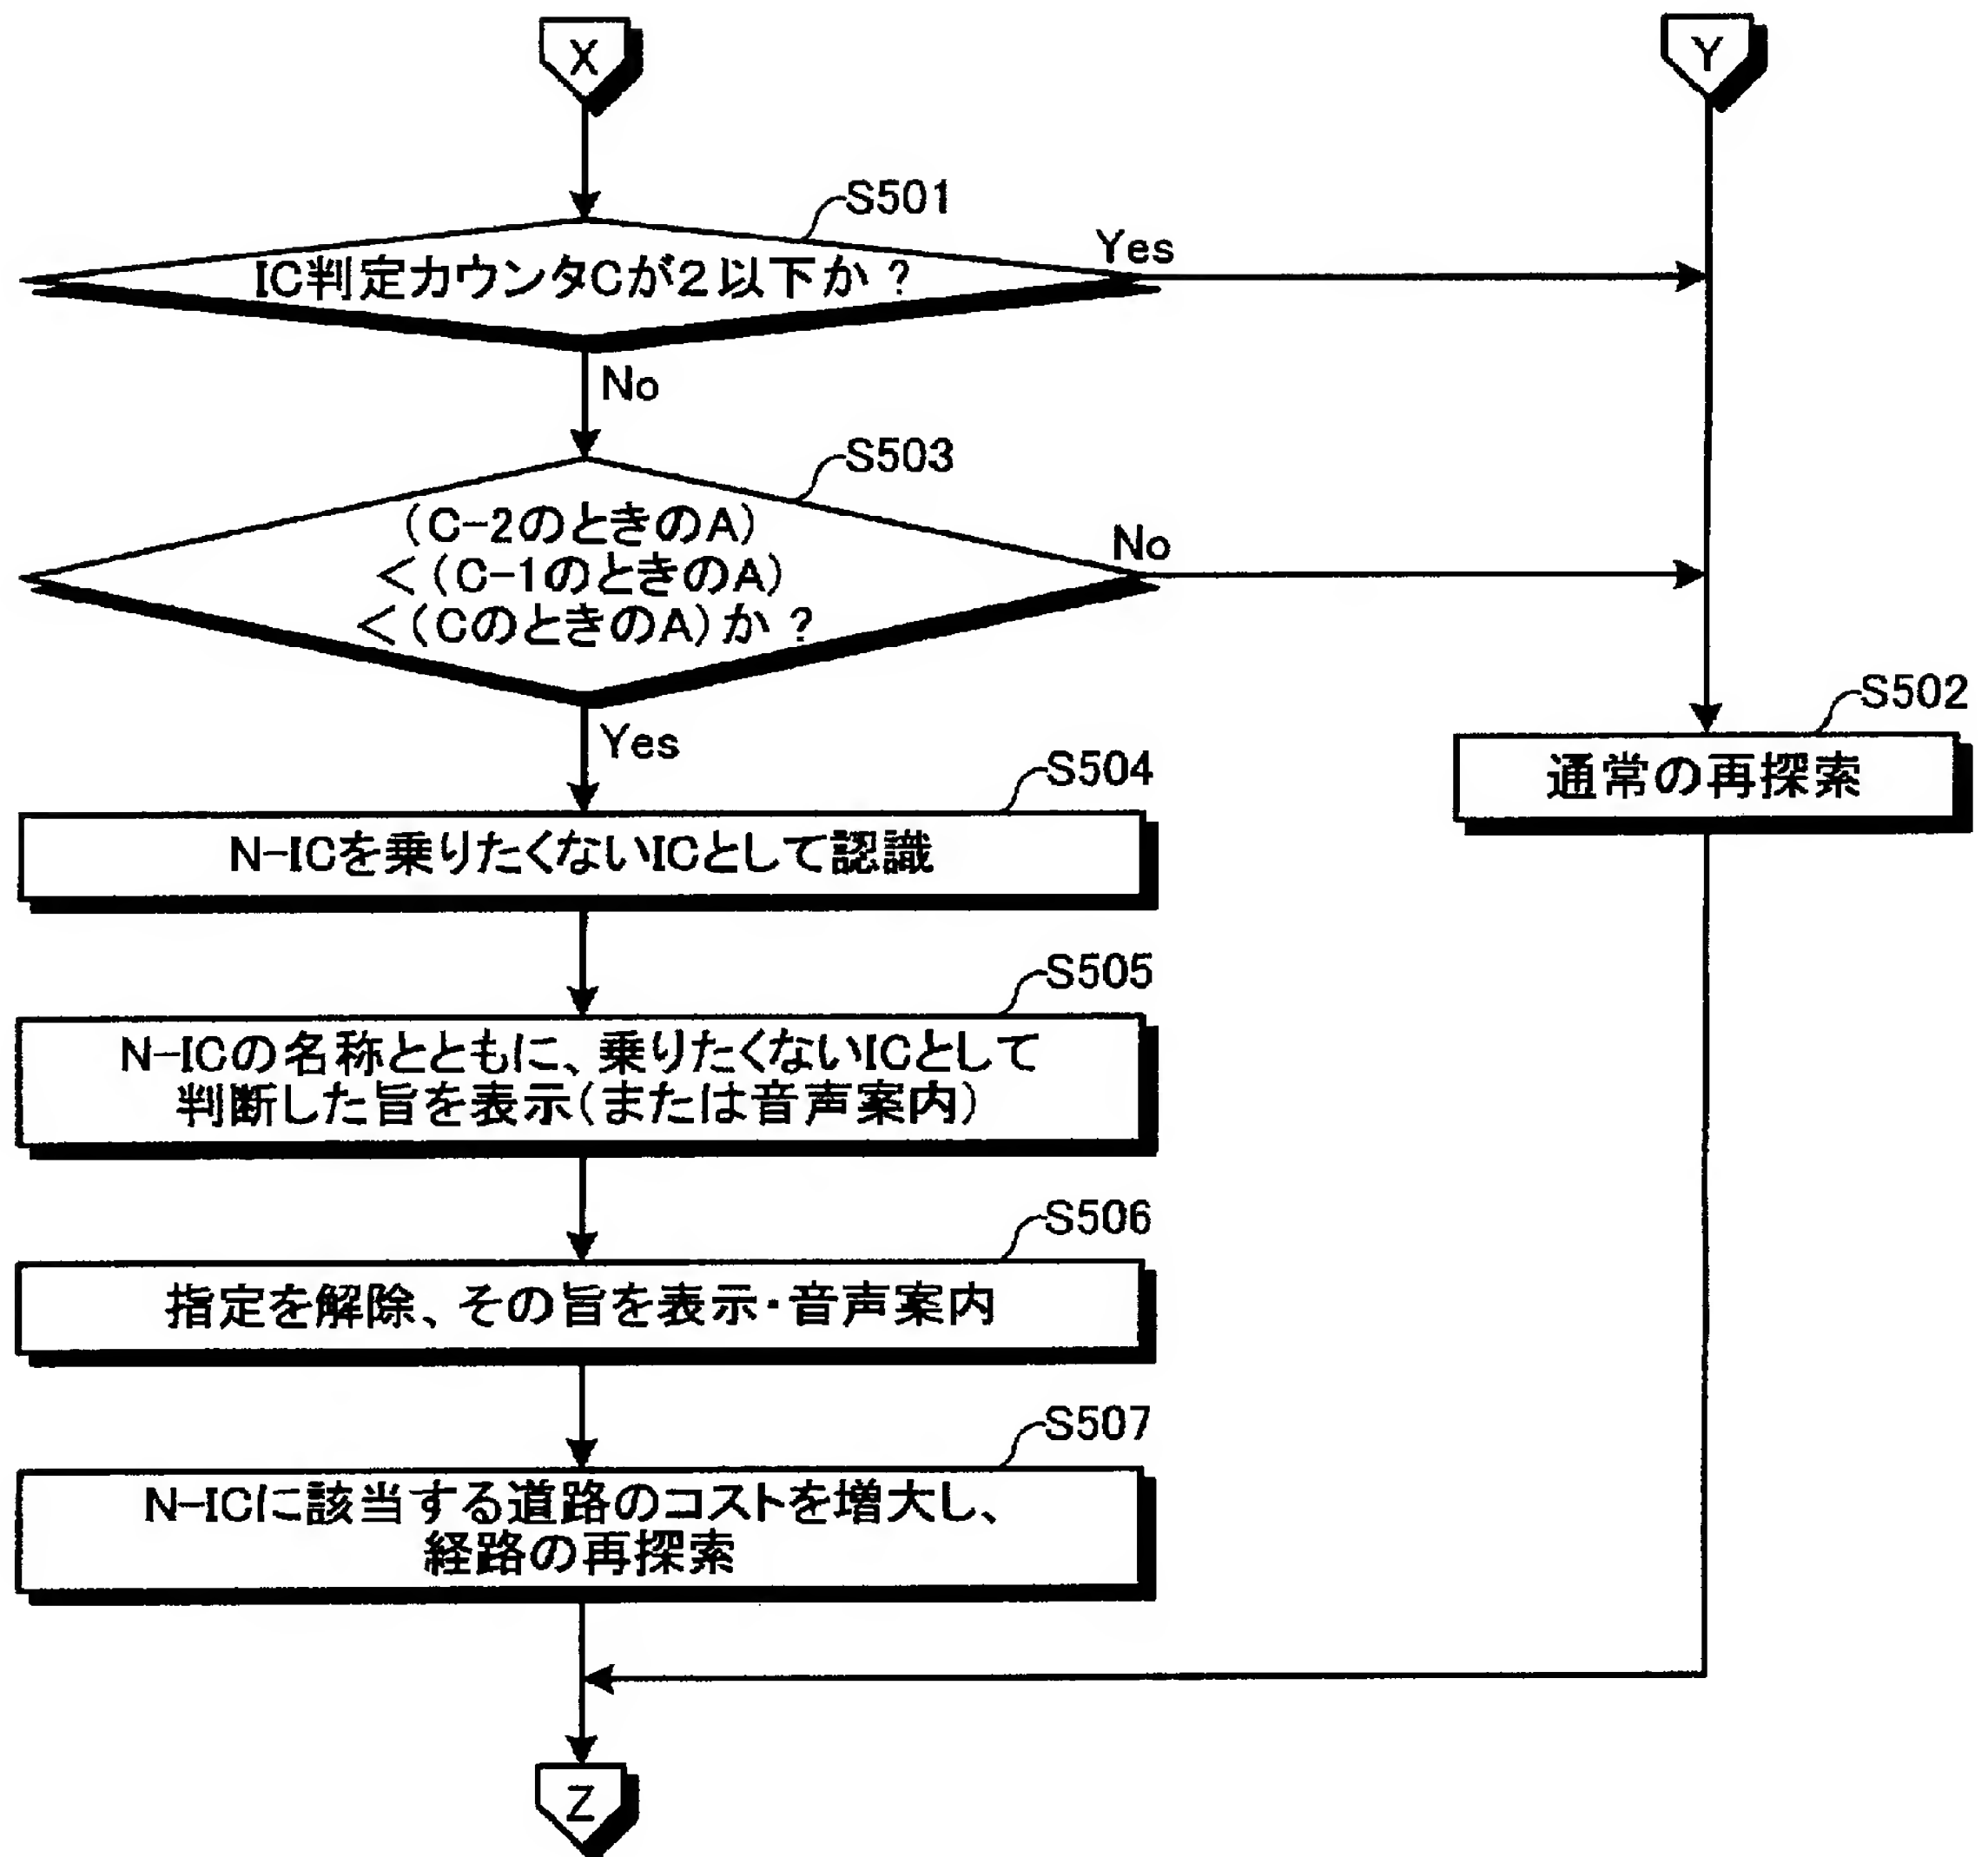 X
Y
S501
IC判定カウンタCが2以下か？
Yes
No
S503
(C-2のときのA)
＜(C-1のときのA)
＜(CのときのA)か？
No
Yes
S502
通常の再探索
S504
N-ICを乗りたくないICとして認識
S505
N-ICの名称とともに、乗りたくないICとして
判断した旨を表示(または音声案内)
S506
指定を解除、その旨を表示・音声案内
S507
N-ICに該当する道路のコストを増大し、
経路の再探索
Z